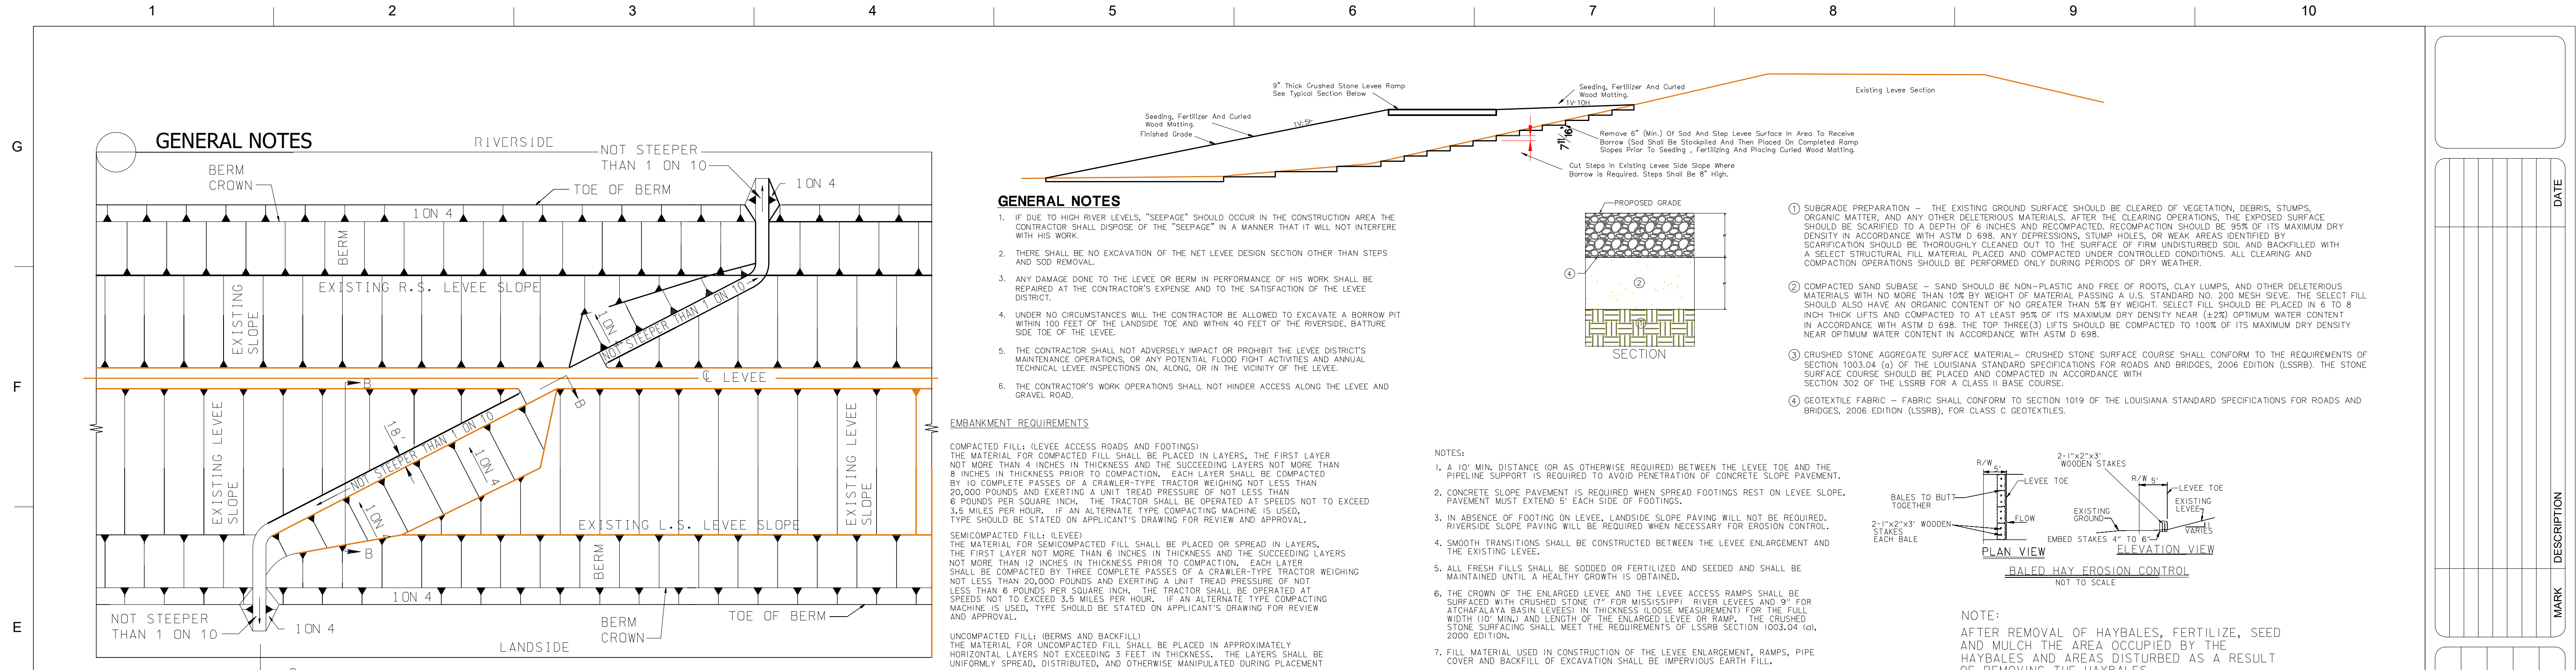 1 2 3 4 5 6 7 8 9 10
G
F
E
GENERAL NOTES
RIVERSIDE
NOT STEEPER
THAN 1 ON 10
BERM
CROWN
TOE OF BERM
1 ON 4
1 ON 4
BERM
EXISTING R.S. LEVEE SLOPE
EXISTING
SLOPE
1 ON 4
NOT STEEPER THAN 1 ON 10
B
℄ LEVEE
B
EXISTING LEVEE
SLOPE
18'
NOT STEEPER THAN 1 ON 10
1 ON 4
1 ON 4
EXISTING LEVEE
SLOPE
EXISTING L.S. LEVEE SLOPE
B
BERM
1 ON 4
NOT STEEPER
THAN 1 ON 10
1 ON 4
BERM
CROWN
TOE OF BERM
LANDSIDE
9" Thick Crushed Stone Levee Ramp
See Typical Section Below
Seeding, Fertilizer And Curled
Wood Matting.
1V:10H
Existing Levee Section
Seeding, Fertilizer And Curled
Wood Matting.
Finished Grade
7 11/16"
Remove 6" (Min.) Of Sod And Step Levee Surface In Area To Receive
Borrow (Sod Shall Be Stockpiled And Then Placed On Completed Ramp
Slopes Prior To Seeding , Fertilizing And Placing Curled Wood Matting.
Cut Steps in Existing Levee Side Slope Where
Borrow is Required. Steps Shall Be 8" High.
GENERAL NOTES
1. IF DUE TO HIGH RIVER LEVELS, "SEEPAGE" SHOULD OCCUR IN THE CONSTRUCTION AREA THE
CONTRACTOR SHALL DISPOSE OF THE "SEEPAGE" IN A MANNER THAT IT WILL NOT INTERFERE
WITH HIS WORK.
2. THERE SHALL BE NO EXCAVATION OF THE NET LEVEE DESIGN SECTION OTHER THAN STEPS
AND SOD REMOVAL.
3. ANY DAMAGE DONE TO THE LEVEE OR BERM IN PERFORMANCE OF HIS WORK SHALL BE
REPAIRED AT THE CONTRACTOR'S EXPENSE AND TO THE SATISFACTION OF THE LEVEE
DISTRICT.
4. UNDER NO CIRCUMSTANCES WILL THE CONTRACTOR BE ALLOWED TO EXCAVATE A BORROW PIT
WITHIN 100 FEET OF THE LANDSIDE TOE AND WITHIN 40 FEET OF THE RIVERSIDE, BATTURE
SIDE TOE OF THE LEVEE.
5. THE CONTRACTOR SHALL NOT ADVERSELY IMPACT OR PROHIBIT THE LEVEE DISTRICT'S
MAINTENANCE OPERATIONS, OR ANY POTENTIAL FLOOD FIGHT ACTIVITIES AND ANNUAL
TECHNICAL LEVEE INSPECTIONS ON, ALONG, OR IN THE VICINITY OF THE LEVEE.
6. THE CONTRACTOR'S WORK OPERATIONS SHALL NOT HINDER ACCESS ALONG THE LEVEE AND
GRAVEL ROAD.
PROPOSED GRADE
4
2
1
SECTION
1 SUBGRADE PREPARATION – THE EXISTING GROUND SURFACE SHOULD BE CLEARED OF VEGETATION, DEBRIS, STUMPS,
ORGANIC MATTER, AND ANY OTHER DELETERIOUS MATERIALS. AFTER THE CLEARING OPERATIONS, THE EXPOSED SURFACE
SHOULD BE SCARIFIED TO A DEPTH OF 6 INCHES AND RECOMPACTED. RECOMPACTION SHOULD BE 95% OF ITS MAXIMUM DRY
DENSITY IN ACCORDANCE WITH ASTM D 698. ANY DEPRESSIONS, STUMP HOLES, OR WEAK AREAS IDENTIFIED BY
SCARIFICATION SHOULD BE THOROUGHLY CLEANED OUT TO THE SURFACE OF FIRM UNDISTURBED SOIL AND BACKFILLED WITH
A SELECT STRUCTURAL FILL MATERIAL PLACED AND COMPACTED UNDER CONTROLLED CONDITIONS. ALL CLEARING AND
COMPACTION OPERATIONS SHOULD BE PERFORMED ONLY DURING PERIODS OF DRY WEATHER.
2 COMPACTED SAND SUBASE – SAND SHOULD BE NON-PLASTIC AND FREE OF ROOTS, CLAY LUMPS, AND OTHER DELETERIOUS
MATERIALS WITH NO MORE THAN 10% BY WEIGHT OF MATERIAL PASSING A U.S. STANDARD NO. 200 MESH SIEVE. THE SELECT FILL
SHOULD ALSO HAVE AN ORGANIC CONTENT OF NO GREATER THAN 5% BY WEIGHT. SELECT FILL SHOULD BE PLACED IN 6 TO 8
INCH THICK LIFTS AND COMPACTED TO AT LEAST 95% OF ITS MAXIMUM DRY DENSITY NEAR (±2%) OPTIMUM WATER CONTENT
IN ACCORDANCE WITH ASTM D 698. THE TOP THREE(3) LIFTS SHOULD BE COMPACTED TO 100% OF ITS MAXIMUM DRY DENSITY
NEAR OPTIMUM WATER CONTENT IN ACCORDANCE WITH ASTM D 698.
3 CRUSHED STONE AGGREGATE SURFACE MATERIAL– CRUSHED STONE SURFACE COURSE SHALL CONFORM TO THE REQUIREMENTS OF
SECTION 1003.04 (a) OF THE LOUISIANA STANDARD SPECIFICATIONS FOR ROADS AND BRIDGES, 2006 EDITION (LSSRB). THE STONE
SURFACE COURSE SHOULD BE PLACED AND COMPACTED IN ACCORDANCE WITH
SECTION 302 OF THE LSSRB FOR A CLASS II BASE COURSE.
4 GEOTEXTILE FABRIC – FABRIC SHALL CONFORM TO SECTION 1019 OF THE LOUISIANA STANDARD SPECIFICATIONS FOR ROADS AND
BRIDGES, 2006 EDITION (LSSRB), FOR CLASS C GEOTEXTILES.
EMBANKMENT REQUIREMENTS
COMPACTED FILL: (LEVEE ACCESS ROADS AND FOOTINGS)
THE MATERIAL FOR COMPACTED FILL SHALL BE PLACED IN LAYERS, THE FIRST LAYER
NOT MORE THAN 4 INCHES IN THICKNESS AND THE SUCCEEDING LAYERS NOT MORE THAN
8 INCHES IN THICKNESS PRIOR TO COMPACTION. EACH LAYER SHALL BE COMPACTED
BY 10 COMPLETE PASSES OF A CRAWLER-TYPE TRACTOR WEIGHING NOT LESS THAN
20,000 POUNDS AND EXERTING A UNIT TREAD PRESSURE OF NOT LESS THAN
6 POUNDS PER SQUARE INCH. THE TRACTOR SHALL BE OPERATED AT SPEEDS NOT TO EXCEED
3.5 MILES PER HOUR. IF AN ALTERNATE TYPE COMPACTING MACHINE IS USED,
TYPE SHOULD BE STATED ON APPLICANT'S DRAWING FOR REVIEW AND APPROVAL.
SEMICOMPACTED FILL: (LEVEE)
THE MATERIAL FOR SEMICOMPACTED FILL SHALL BE PLACED OR SPREAD IN LAYERS,
THE FIRST LAYER NOT MORE THAN 6 INCHES IN THICKNESS AND THE SUCCEEDING LAYERS
NOT MORE THAN 12 INCHES IN THICKNESS PRIOR TO COMPACTION. EACH LAYER
SHALL BE COMPACTED BY THREE COMPLETE PASSES OF A CRAWLER-TYPE TRACTOR WEIGHING
NOT LESS THAN 20,000 POUNDS AND EXERTING A UNIT TREAD PRESSURE OF NOT
LESS THAN 6 POUNDS PER SQUARE INCH. THE TRACTOR SHALL BE OPERATED AT
SPEEDS NOT TO EXCEED 3.5 MILES PER HOUR. IF AN ALTERNATE TYPE COMPACTING
MACHINE IS USED, TYPE SHOULD BE STATED ON APPLICANT'S DRAWING FOR REVIEW
AND APPROVAL.
UNCOMPACTED FILL: (BERMS AND BACKFILL)
THE MATERIAL FOR UNCOMPACTED FILL SHALL BE PLACED IN APPROXIMATELY
HORIZONTAL LAYERS NOT EXCEEDING 3 FEET IN THICKNESS. THE LAYERS SHALL BE
UNIFORMLY SPREAD, DISTRIBUTED, AND OTHERWISE MANIPULATED DURING PLACEMENT
NOTES:
1. A 10' MIN. DISTANCE (OR AS OTHERWISE REQUIRED) BETWEEN THE LEVEE TOE AND THE
PIPELINE SUPPORT IS REQUIRED TO AVOID PENETRATION OF CONCRETE SLOPE PAVEMENT.
2. CONCRETE SLOPE PAVEMENT IS REQUIRED WHEN SPREAD FOOTINGS REST ON LEVEE SLOPE.
PAVEMENT MUST EXTEND 5' EACH SIDE OF FOOTINGS.
3. IN ABSENCE OF FOOTING ON LEVEE, LANDSIDE SLOPE PAVING WILL NOT BE REQUIRED.
RIVERSIDE SLOPE PAVING WILL BE REQUIRED WHEN NECESSARY FOR EROSION CONTROL.
4. SMOOTH TRANSITIONS SHALL BE CONSTRUCTED BETWEEN THE LEVEE ENLARGEMENT AND
THE EXISTING LEVEE.
5. ALL FRESH FILLS SHALL BE SODDED OR FERTILIZED AND SEEDED AND SHALL BE
MAINTAINED UNTIL A HEALTHY GROWTH IS OBTAINED.
6. THE CROWN OF THE ENLARGED LEVEE AND THE LEVEE ACCESS RAMPS SHALL BE
SURFACED WITH CRUSHED STONE (7" FOR MISSISSIPPI RIVER LEVEES AND 9" FOR
ATCHAFALAYA BASIN LEVEES) IN THICKNESS (LOOSE MEASUREMENT) FOR THE FULL
WIDTH (10' MIN.) AND LENGTH OF THE ENLARGED LEVEE OR RAMP. THE CRUSHED
STONE SURFACING SHALL MEET THE REQUIREMENTS OF LSSRB SECTION 1003.04 (a),
2000 EDITION.
7. FILL MATERIAL USED IN CONSTRUCTION OF THE LEVEE ENLARGEMENT, RAMPS, PIPE
COVER AND BACKFILL OF EXCAVATION SHALL BE IMPERVIOUS EARTH FILL.
R/W
5'
LEVEE TOE
BALES TO BUTT
TOGETHER
FLOW
2-1"x2"x3' WOODEN
STAKES
EACH BALE
PLAN VIEW
2-1"x2"x3'
WOODEN STAKES
R/W 5'
LEVEE TOE
EXISTING
LEVEE
EXISTING
GROUND
1
VARIES
EMBED STAKES 4" TO 6"
ELEVATION VIEW
BALED HAY EROSION CONTROL
NOT TO SCALE
NOTE:
AFTER REMOVAL OF HAYBALES, FERTILIZE, SEED
AND MULCH THE AREA OCCUPIED BY THE
HAYBALES AND AREAS DISTURBED AS A RESULT
OF REMOVING THE HAYBALES
DATE
DESCRIPTION
MARK